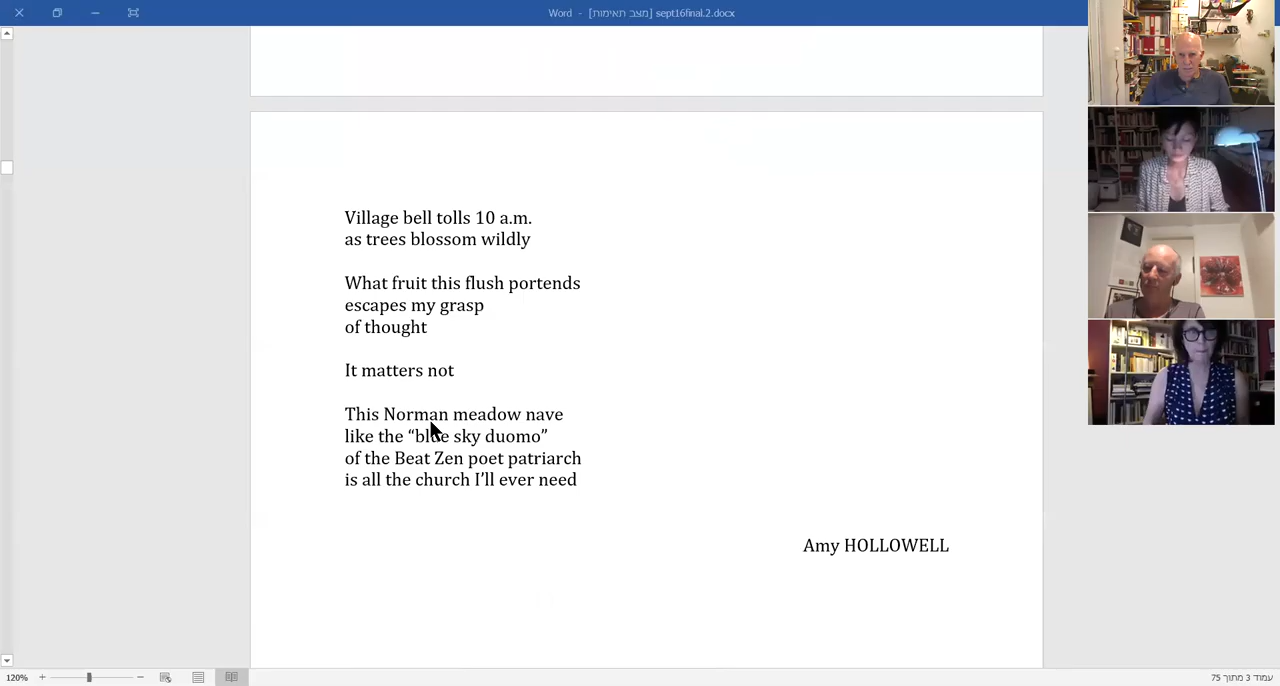 Word - [מצב תאימות] sept16final.2.docx
Village bell tolls 10 a.m.
as trees blossom wildly
What fruit this flush portends
escapes my grasp
of thought
It matters not
This Norman meadow nave
like the “blue sky duomo”
of the Beat Zen poet patriarch
is all the church I’ll ever need
Amy HOLLOWELL
120%
עמוד 3 מתוך 75